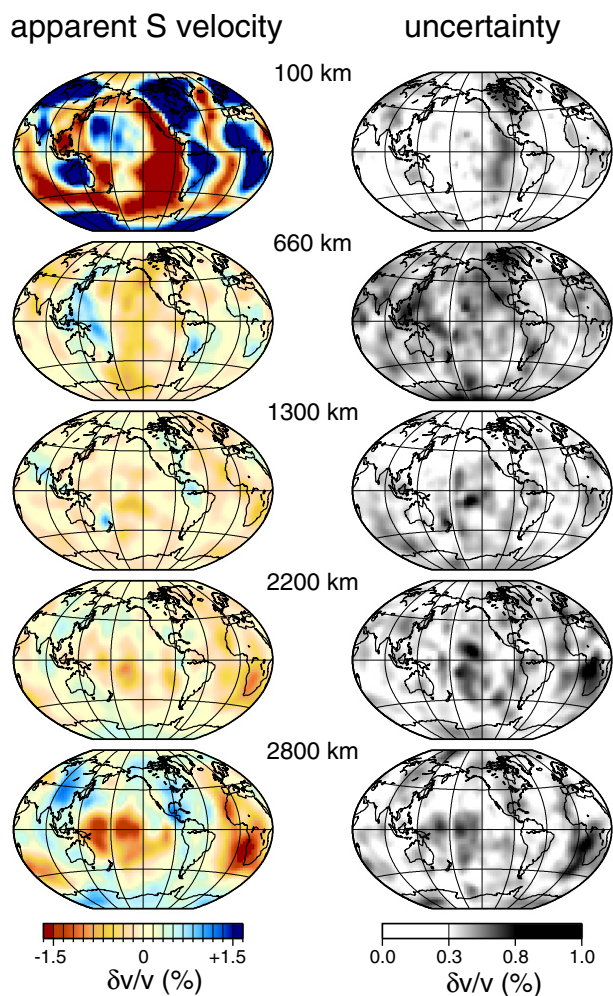 apparent S velocity uncertainty
100 km
660 km
1300 km
2200 km
2800 km
-1.5 0 +1.5 0.0 0.3 0.8 1.0
δv/v (%) δv/v (%)